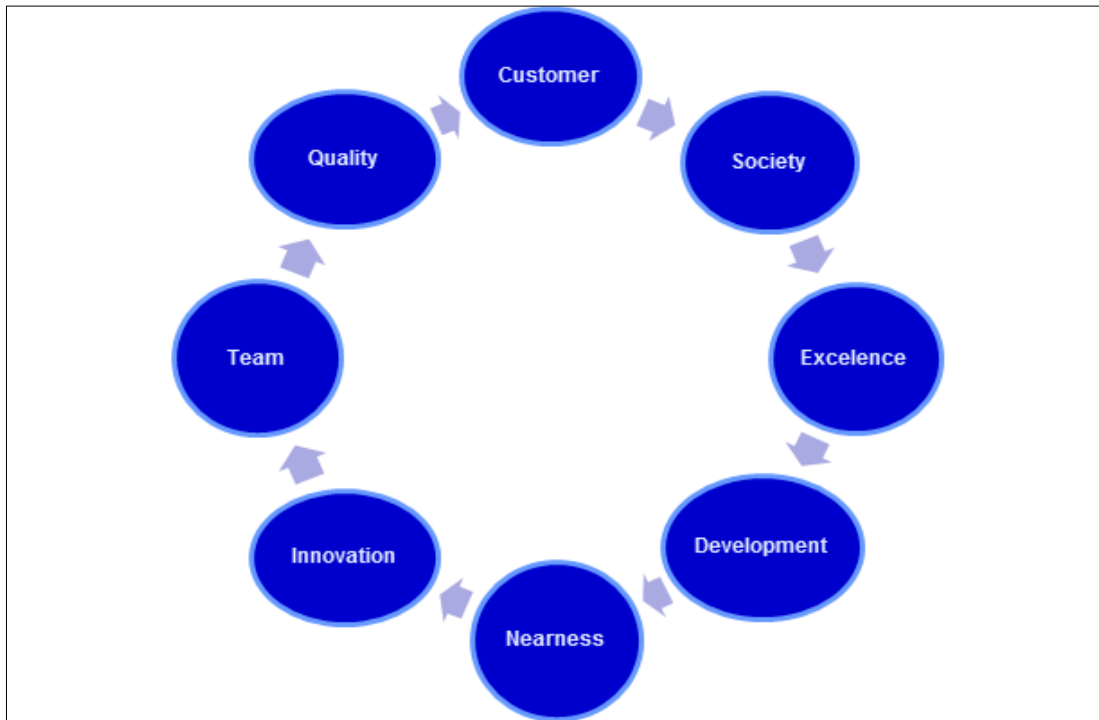 Customer
Society
Excelence
Development
Nearness
Innovation
Team
Quality